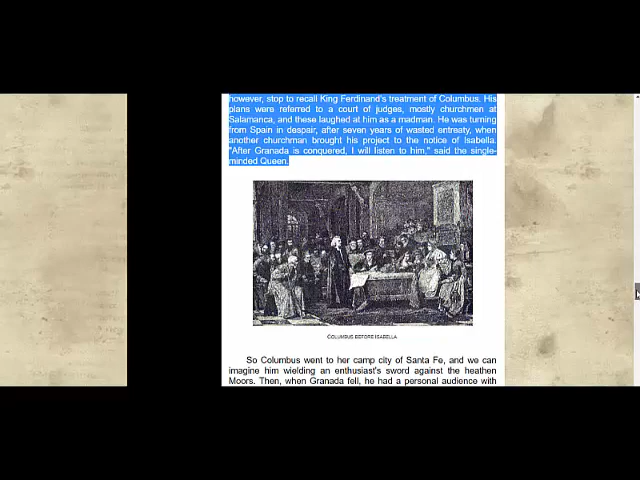 however, stop to recall King Ferdinand's treatment of Columbus. His
plans were referred to a court of judges, mostly churchmen at
Salamanca, and these laughed at him as a madman. He was turning
from Spain in despair, after seven years of wasted entreaty, when
another churchman brought his project to the notice of Isabella.
"After Granada is conquered, I will listen to him," said the single-
minded Queen.
COLUMBUS BEFORE ISABELLA.
So Columbus went to her camp city of Santa Fe, and we can
imagine him wielding an enthusiast's sword against the heathen
Moors. Then, when Granada fell, he had a personal audience with